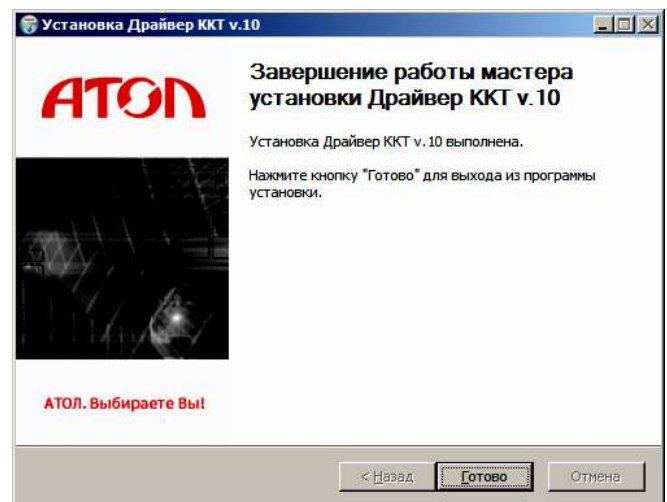 Установка Драйвер ККТ v.10
АТОЛ
Завершение работы мастера
установки Драйвер ККТ v.10
Установка Драйвер ККТ v.10 выполнена.
Нажмите кнопку "Готово" для выхода из программы
установки.
АТОЛ. Выбираете Вы!
< Назад
Готово
Отмена